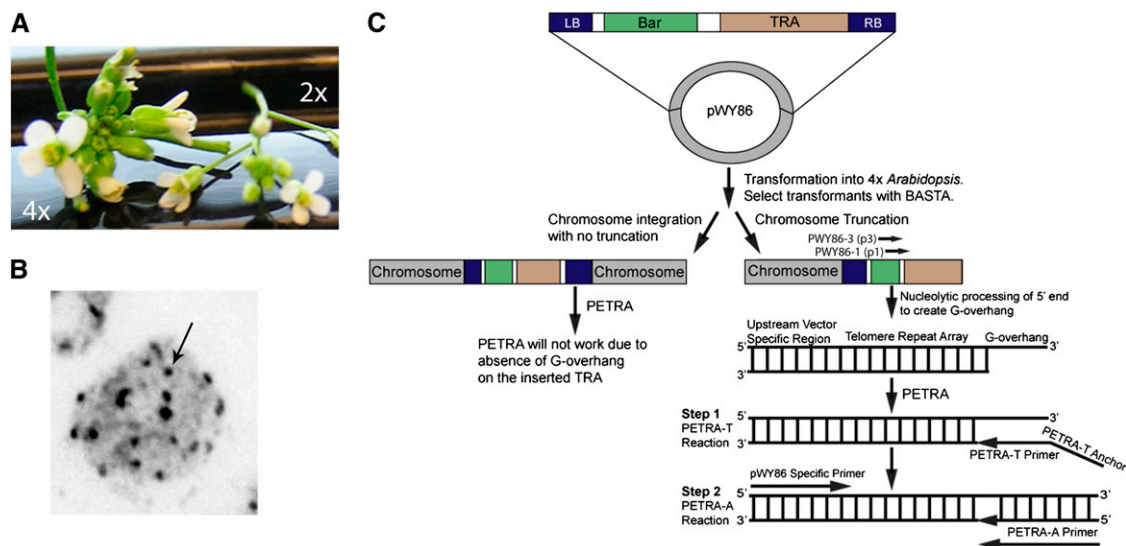 A
2x
4x
B
C
LB
Bar
TRA
RB
pWY86
Transformation into 4x Arabidopsis.
Select transformants with BASTA.
Chromosome integration
with no truncation
Chromosome Truncation
PWY86-3 (p3)
PWY86-1 (p1)
Chromosome
Chromosome
Chromosome
PETRA
PETRA will not work due to
absence of G-overhang
on the inserted TRA
Nucleolytic processing of 5' end
to create G-overhang
Upstream Vector
Specific Region
Telomere Repeat Array
G-overhang
5'
3'
3'
PETRA
Step 1
PETRA-T
Reaction
5'
3'
3'
PETRA-T Primer
PETRA-T Anchor
pWY86 Specific Primer
Step 2
PETRA-A
Reaction
5'
3'
3'
5'
PETRA-A Primer